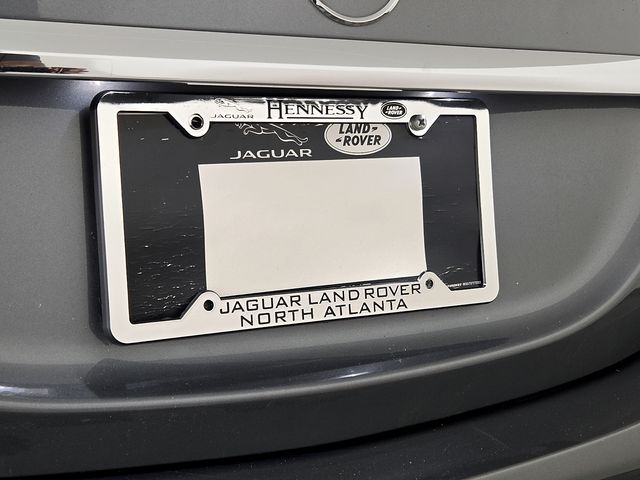 JAGUAR HENNESSY LAND ROVER
JAGUAR LAND ROVER
JAGUAR LAND ROVER
NORTH ATLANTA